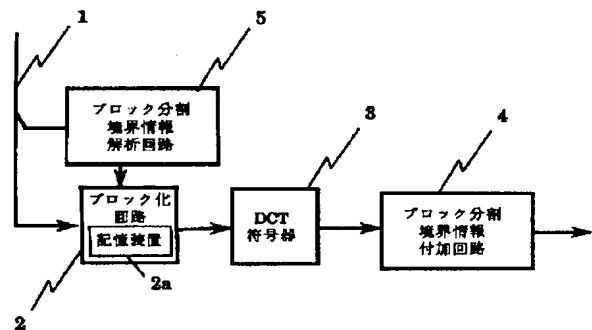 1
5
ブロック分割
境界情報
解析回路
3
4
ブロック化
回路
記憶装置
DCT
符号器
ブロック分割
境界情報
付加回路
2a
2